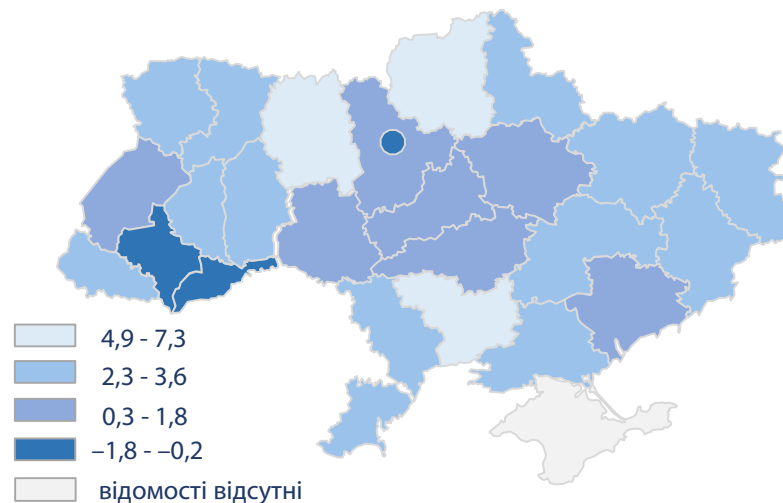 4,9 - 7,3
2,3 - 3,6
0,3 - 1,8
–1,8 - –0,2
відомості відсутні